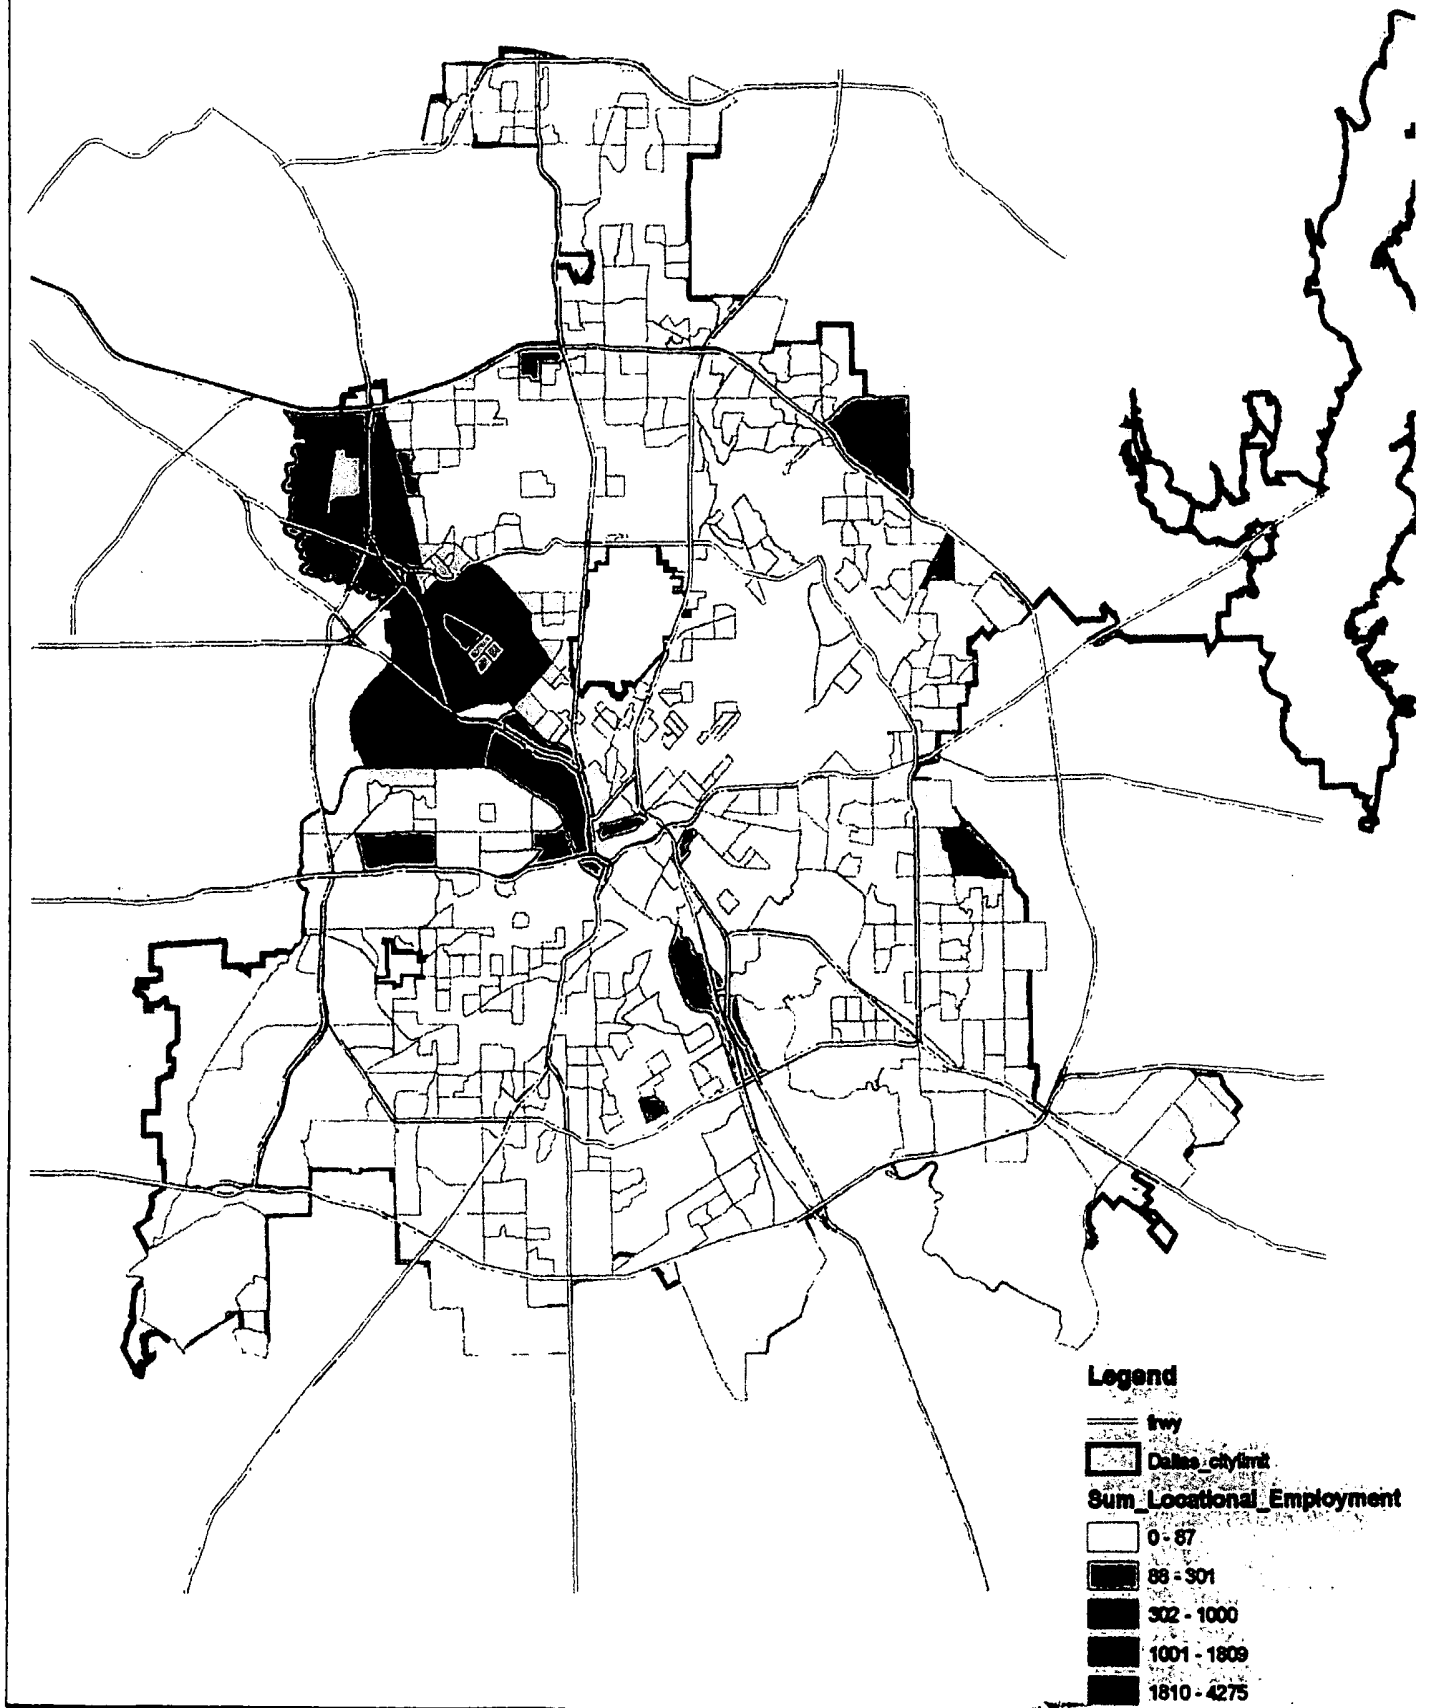 Legend
frwy
Dallas_citylimit
Sum_Locational_Employment
0 - 87
88 - 301
302 - 1000
1001 - 1809
1810 - 4275